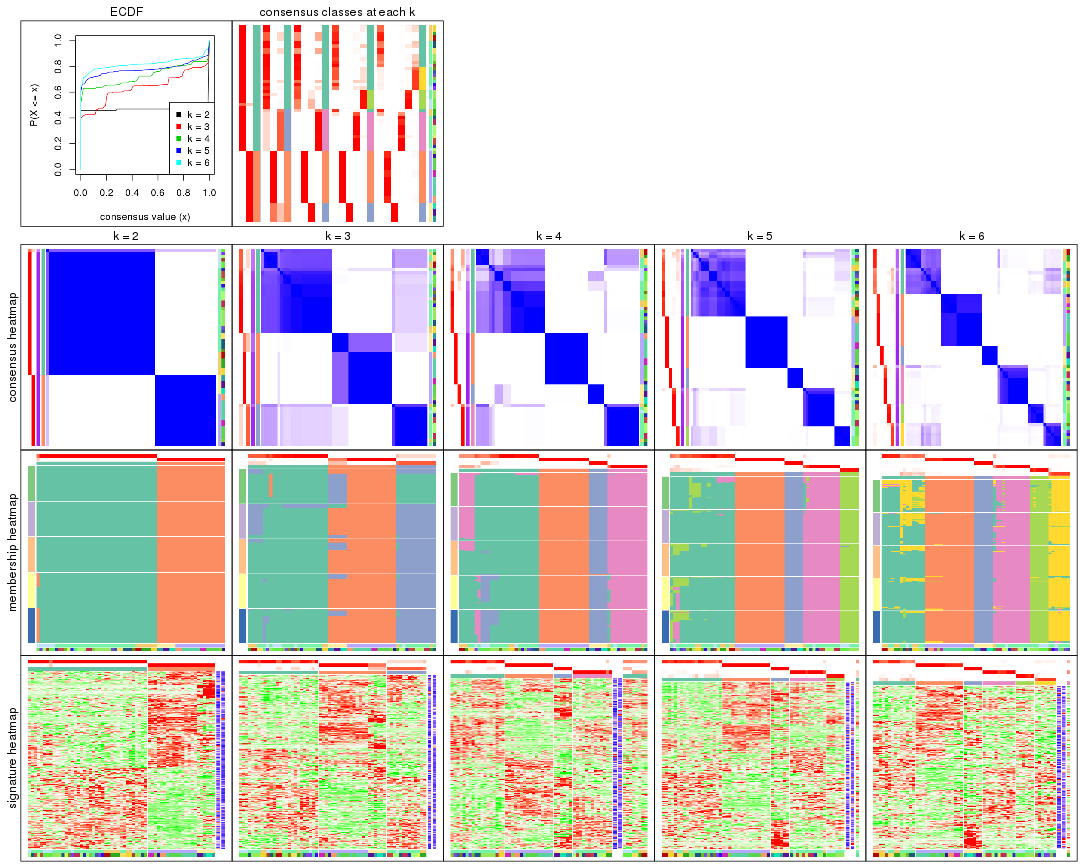 ECDF
consensus classes at each k
P(X <= x)
1.0
0.8
0.6
0.4
0.2
0.0
k = 2
k = 3
k = 4
k = 5
k = 6
0.0 0.2 0.4 0.6 0.8 1.0
consensus value (x)
k = 2
k = 3
k = 4
k = 5
k = 6
consensus heatmap
membership heatmap
signature heatmap